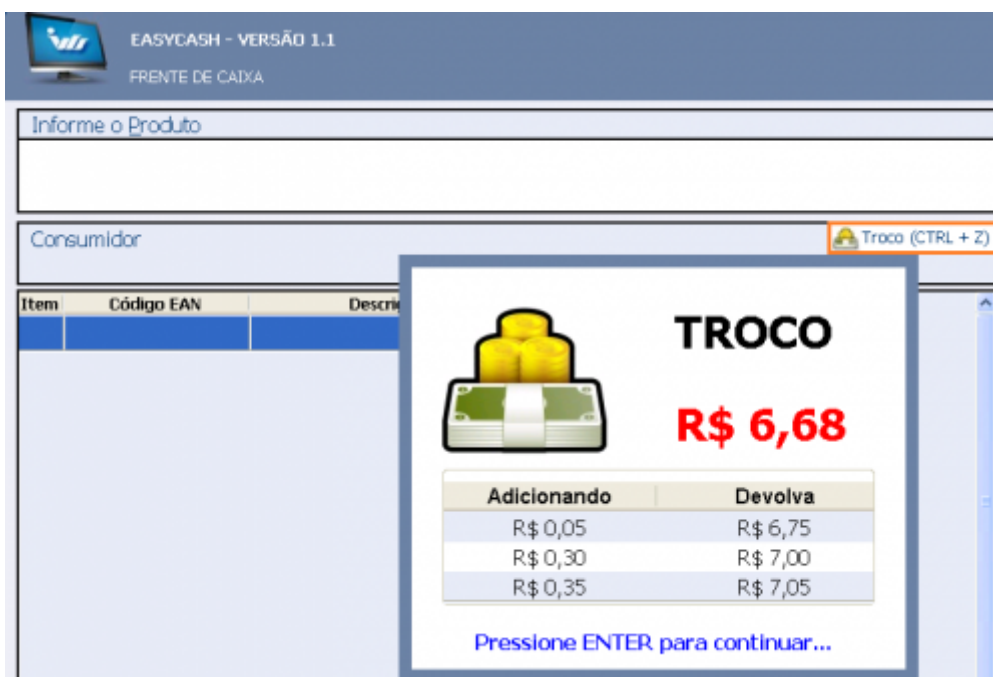 EASYCASH - VERSÃO 1.1
FRENTE DE CAIXA
Informe o Produto
Consumidor
Troco (CTRL + Z)
Item Código EAN
TROCO
R$ 6,68
Adicionando Devolva
R$ 0,05 R$ 6,75
R$ 0,30 R$ 7,00
R$ 0,35 R$ 7,05
Pressione ENTER para continuar...